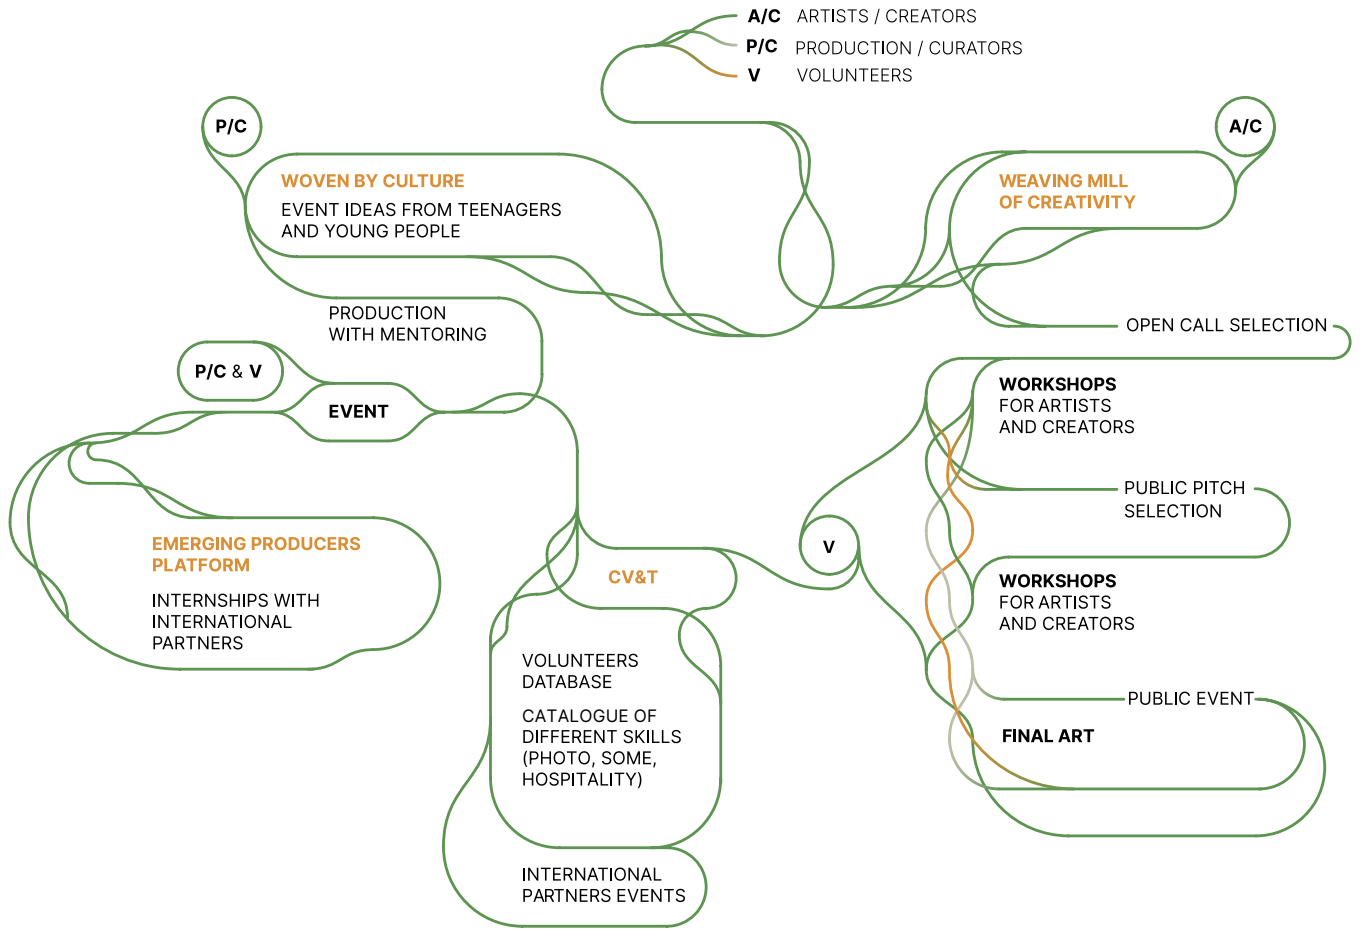 A/C ARTISTS / CREATORS
P/C PRODUCTION / CURATORS
V VOLUNTEERS
P/C
A/C
WOVEN BY CULTURE
EVENT IDEAS FROM TEENAGERS
AND YOUNG PEOPLE
WEAVING MILL
OF CREATIVITY
PRODUCTION
WITH MENTORING
OPEN CALL SELECTION
P/C & V
EVENT
WORKSHOPS
FOR ARTISTS
AND CREATORS
PUBLIC PITCH
SELECTION
EMERGING PRODUCERS
PLATFORM
INTERNSHIPS WITH
INTERNATIONAL
PARTNERS
V
CV&T
WORKSHOPS
FOR ARTISTS
AND CREATORS
VOLUNTEERS
DATABASE
CATALOGUE OF
DIFFERENT SKILLS
(PHOTO, SOME,
HOSPITALITY)
PUBLIC EVENT
FINAL ART
INTERNATIONAL
PARTNERS EVENTS